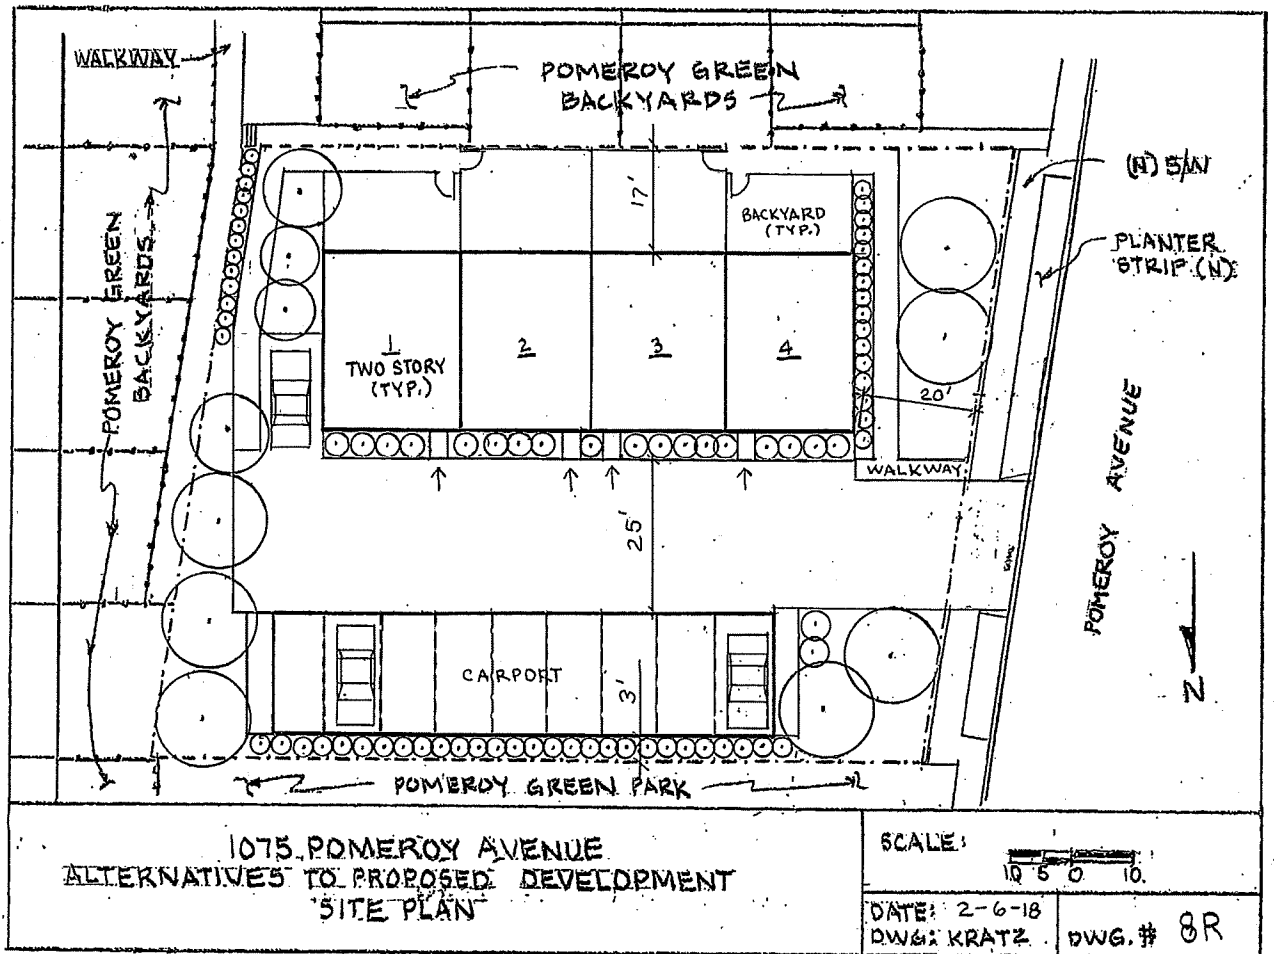 WALKWAY
POMEROY GREEN
BACKYARDS
(N) S/W
PLANTER
STRIP (N)
POMEROY GREEN
BACKYARDS
17'
BACKYARD
(TYP.)
1
TWO STORY
(TYP.)
2
3
4
20'
WALKWAY
25'
POMEROY AVENUE
CARPORT
3'
N
POMEROY GREEN PARK
1075 POMEROY AVENUE
ALTERNATIVES TO PROPOSED DEVELOPMENT
SITE PLAN
SCALE:
10 5 0 10
DATE: 2-6-18
DWG: KRATZ
DWG. # 8R